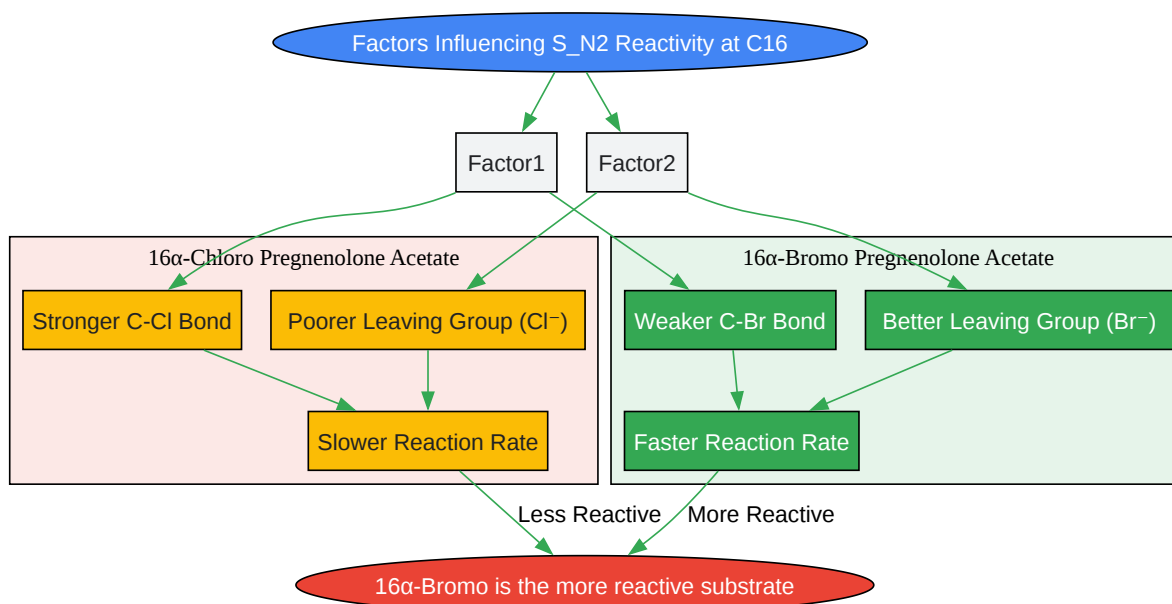 Factors Influencing S_N2 Reactivity at C16
Factor1
Factor2
16α-Chloro Pregnenolone Acetate
16α-Bromo Pregnenolone Acetate
Stronger C-Cl Bond
Poorer Leaving Group (Cl⁻)
Weaker C-Br Bond
Better Leaving Group (Br⁻)
Slower Reaction Rate
Faster Reaction Rate
Less Reactive
More Reactive
16α-Bromo is the more reactive substrate